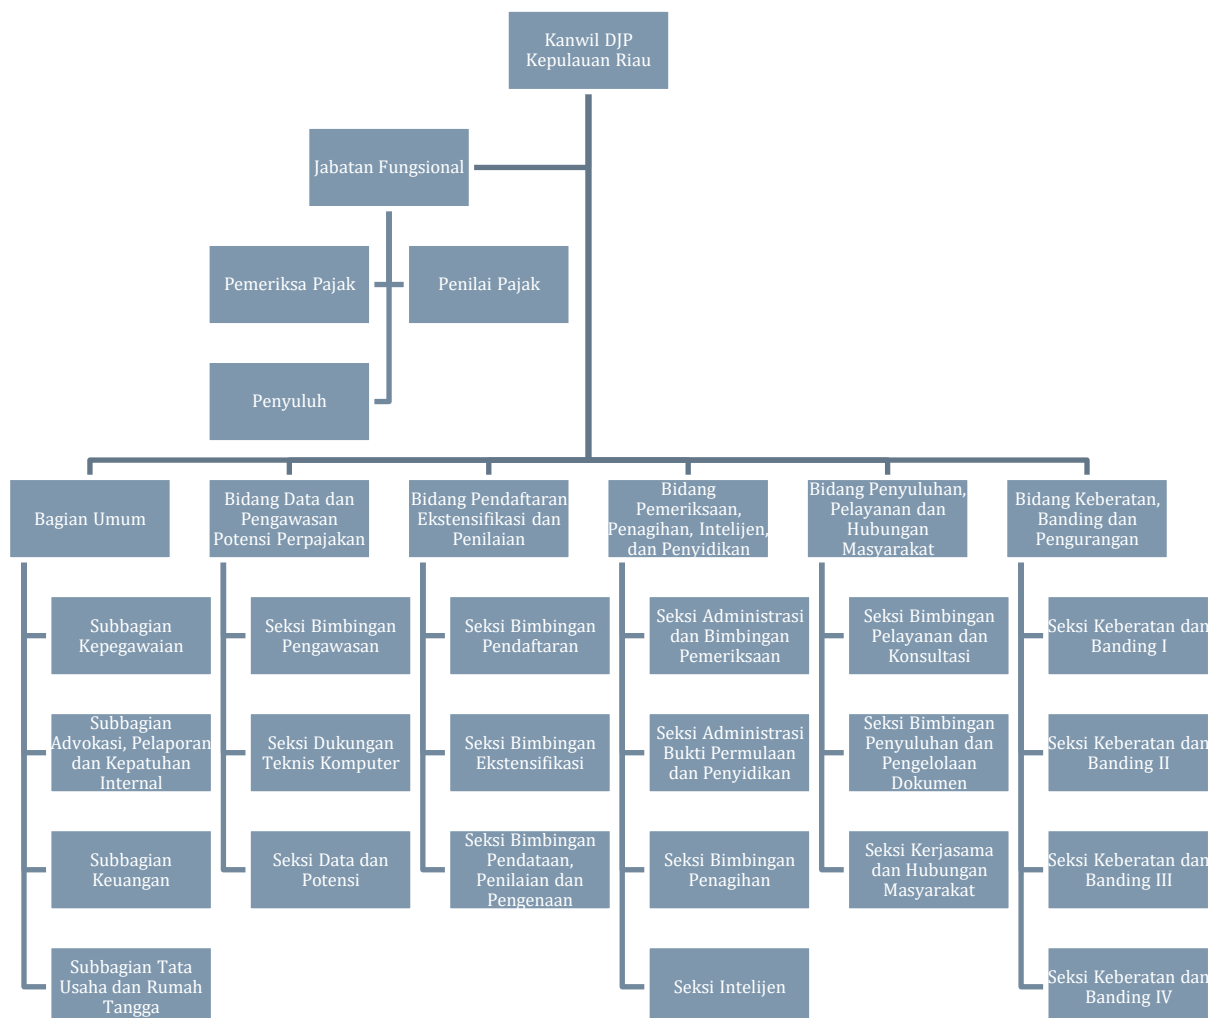 Kanwil DJP
Kepulauan Riau
Jabatan Fungsional
Pemeriksa Pajak
Penilai Pajak
Penyuluh
Bagian Umum
Bidang Data dan
Pengawasan
Potensi Perpajakan
Bidang Pendaftaran
Ekstensifikasi dan
Penilaian
Bidang
Pemeriksaan,
Penagihan, Intelijen,
dan Penyidikan
Bidang Penyuluhan,
Pelayanan dan
Hubungan
Masyarakat
Bidang Keberatan,
Banding dan
Pengurangan
Subbagian
Kepegawaian
Seksi Bimbingan
Pengawasan
Seksi Bimbingan
Pendaftaran
Seksi Administrasi
dan Bimbingan
Pemeriksaan
Seksi Bimbingan
Pelayanan dan
Konsultasi
Seksi Keberatan dan
Banding I
Subbagian
Advokasi, Pelaporan
dan Kepatuhan
Internal
Seksi Dukungan
Teknis Komputer
Seksi Bimbingan
Ekstensifikasi
Seksi Administrasi
Bukti Permulaan
dan Penyidikan
Seksi Bimbingan
Penyuluhan dan
Pengelolaan
Dokumen
Seksi Keberatan dan
Banding II
Subbagian
Keuangan
Seksi Data dan
Potensi
Seksi Bimbingan
Pendataan,
Penilaian dan
Pengenaan
Seksi Bimbingan
Penagihan
Seksi Kerjasama
dan Hubungan
Masyarakat
Seksi Keberatan dan
Banding III
Subbagian Tata
Usaha dan Rumah
Tangga
Seksi Intelijen
Seksi Keberatan dan
Banding IV